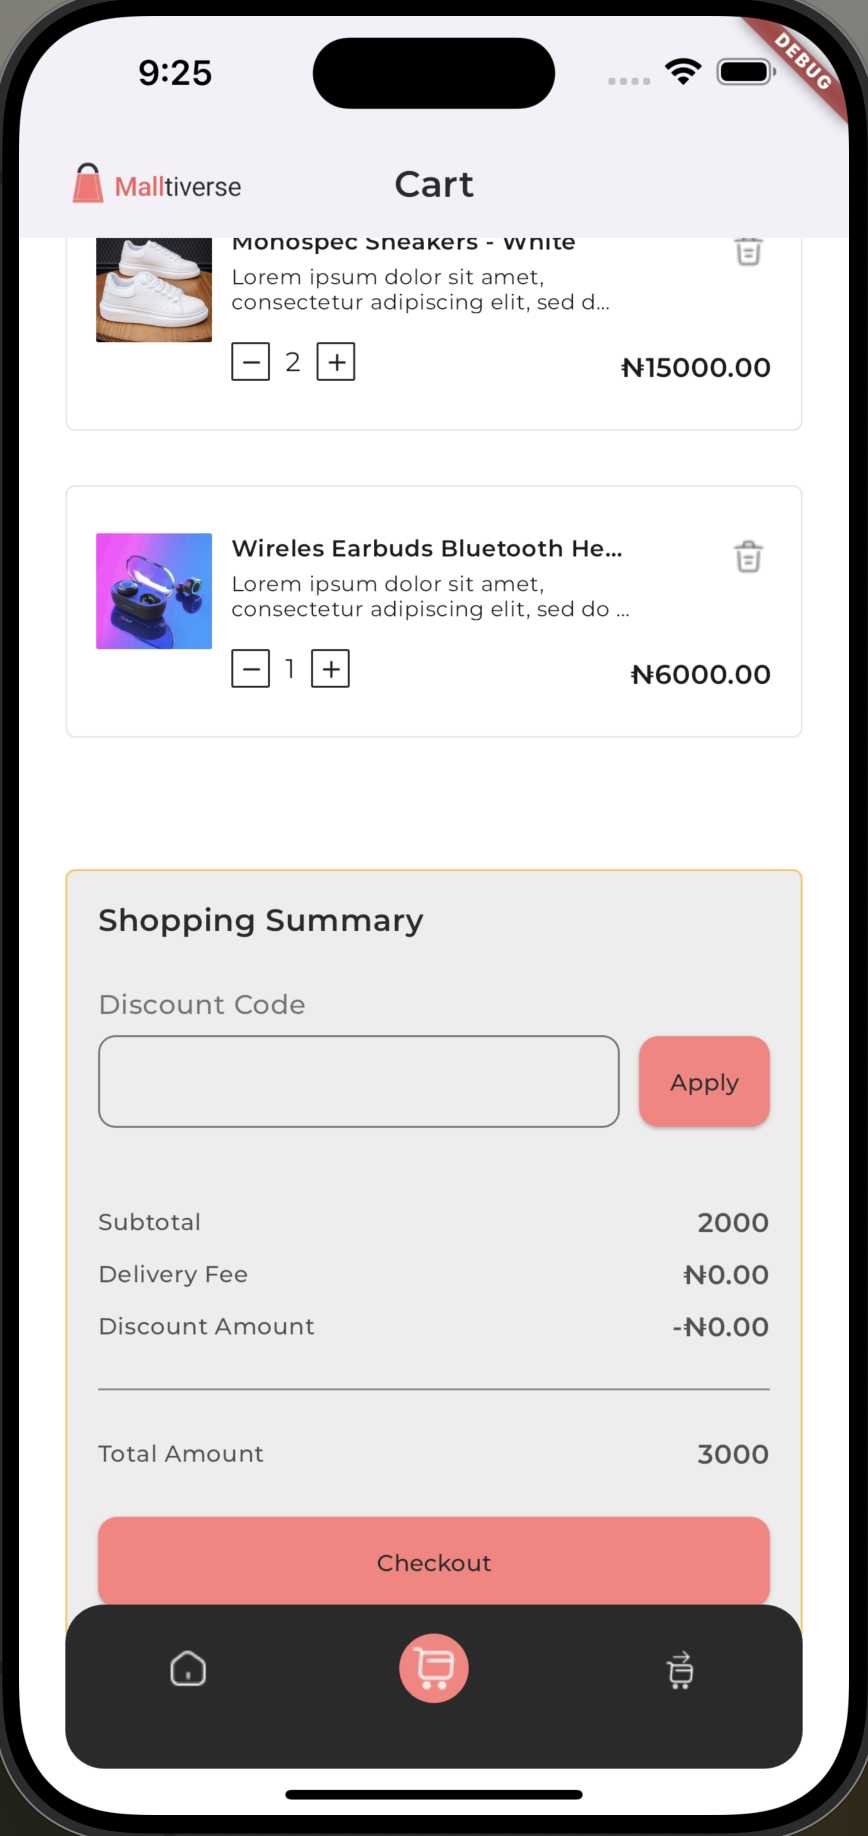 9:25
DEBUG
Malltiverse
Cart
Monospec Sneakers - White
Lorem ipsum dolor sit amet,
consectetur adipiscing elit, sed d...
2
₦15000.00
Wireles Earbuds Bluetooth He...
Lorem ipsum dolor sit amet,
consectetur adipiscing elit, sed do ...
1
₦6000.00
Shopping Summary
Discount Code
Apply
Subtotal 2000
Delivery Fee ₦0.00
Discount Amount -₦0.00
Total Amount 3000
Checkout